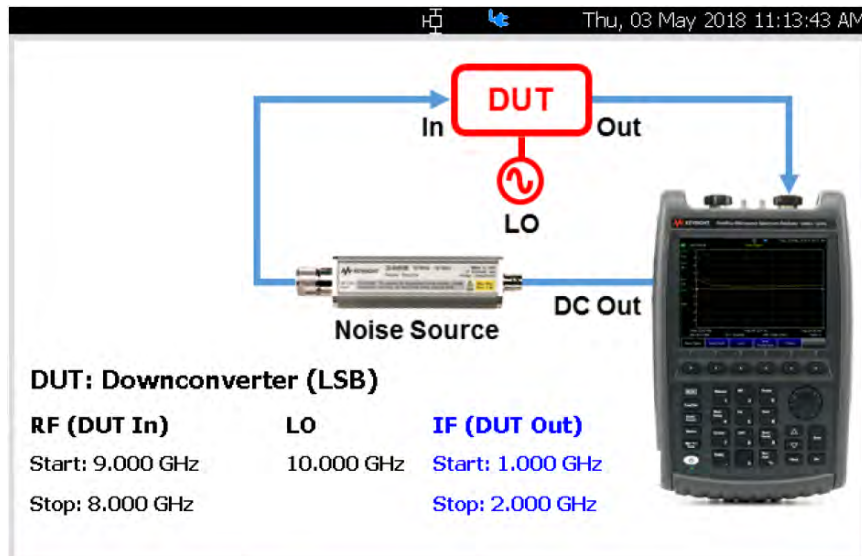 Thu, 03 May 2018 11:13:43 AM
DUT
In
Out
LO
KEYSIGHT
DC Out
Noise Source
DUT: Downconverter (LSB)
RF (DUT In) LO IF (DUT Out)
Start: 9.000 GHz 10.000 GHz Start: 1.000 GHz
Stop: 8.000 GHz Stop: 2.000 GHz